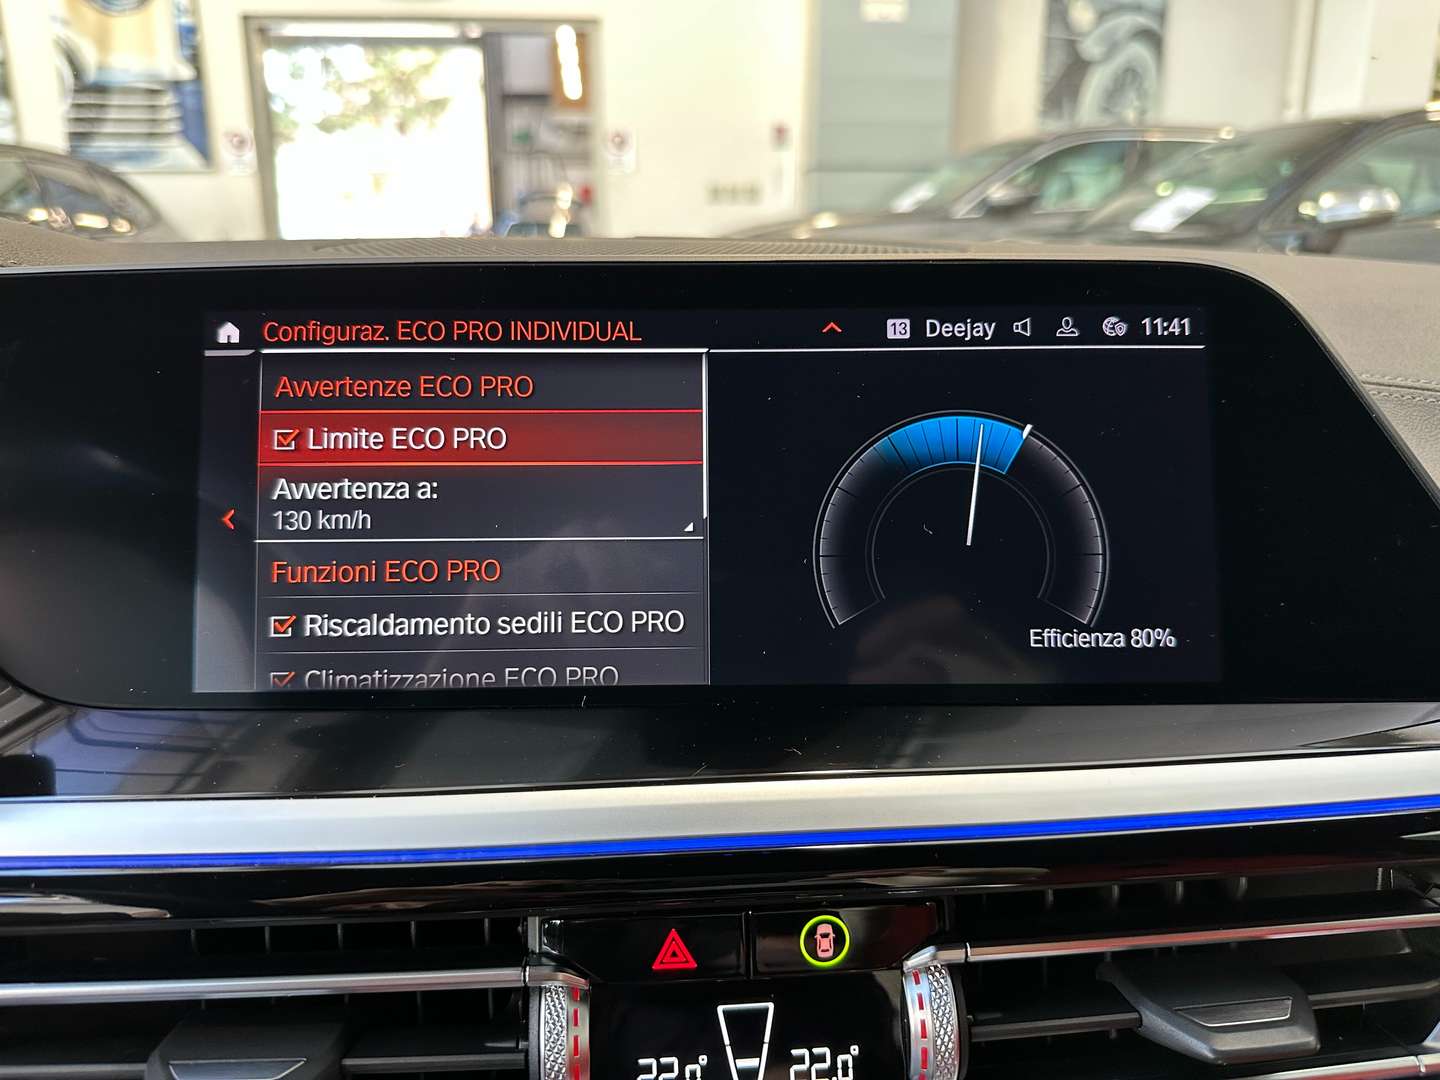 Configuraz. ECO PRO INDIVIDUAL
13 Deejay 11:41
Avvertenze ECO PRO
Limite ECO PRO
Avvertenza a:
130 km/h
Funzioni ECO PRO
Riscaldamento sedili ECO PRO
Climatizzazione ECO PRO
Efficienza 80%
22.0° 22.0°